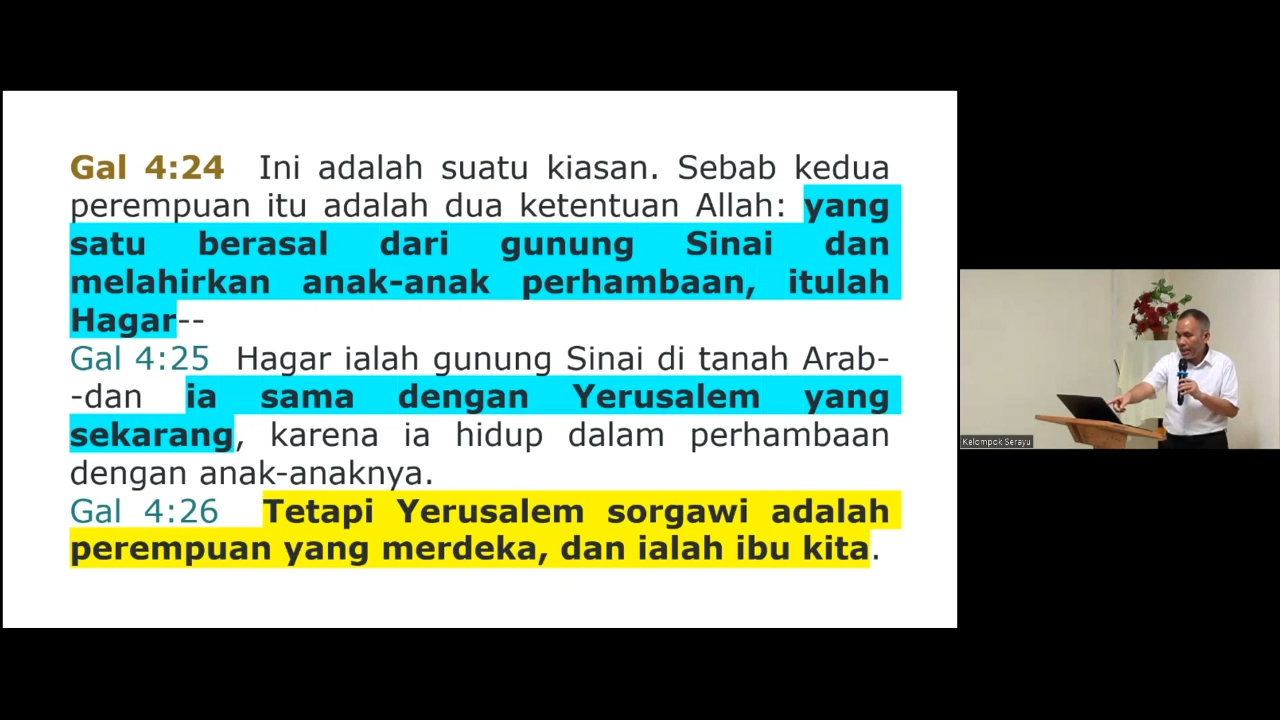 Gal 4:24 Ini adalah suatu kiasan. Sebab kedua
perempuan itu adalah dua ketentuan Allah: yang
satu berasal dari gunung Sinai dan
melahirkan anak-anak perhambaan, itulah
Hagar--
Gal 4:25 Hagar ialah gunung Sinai di tanah Arab-
-dan ia sama dengan Yerusalem yang
sekarang, karena ia hidup dalam perhambaan
dengan anak-anaknya.
Gal 4:26 Tetapi Yerusalem sorgawi adalah
perempuan yang merdeka, dan ialah ibu kita.
Kelompok Serayu